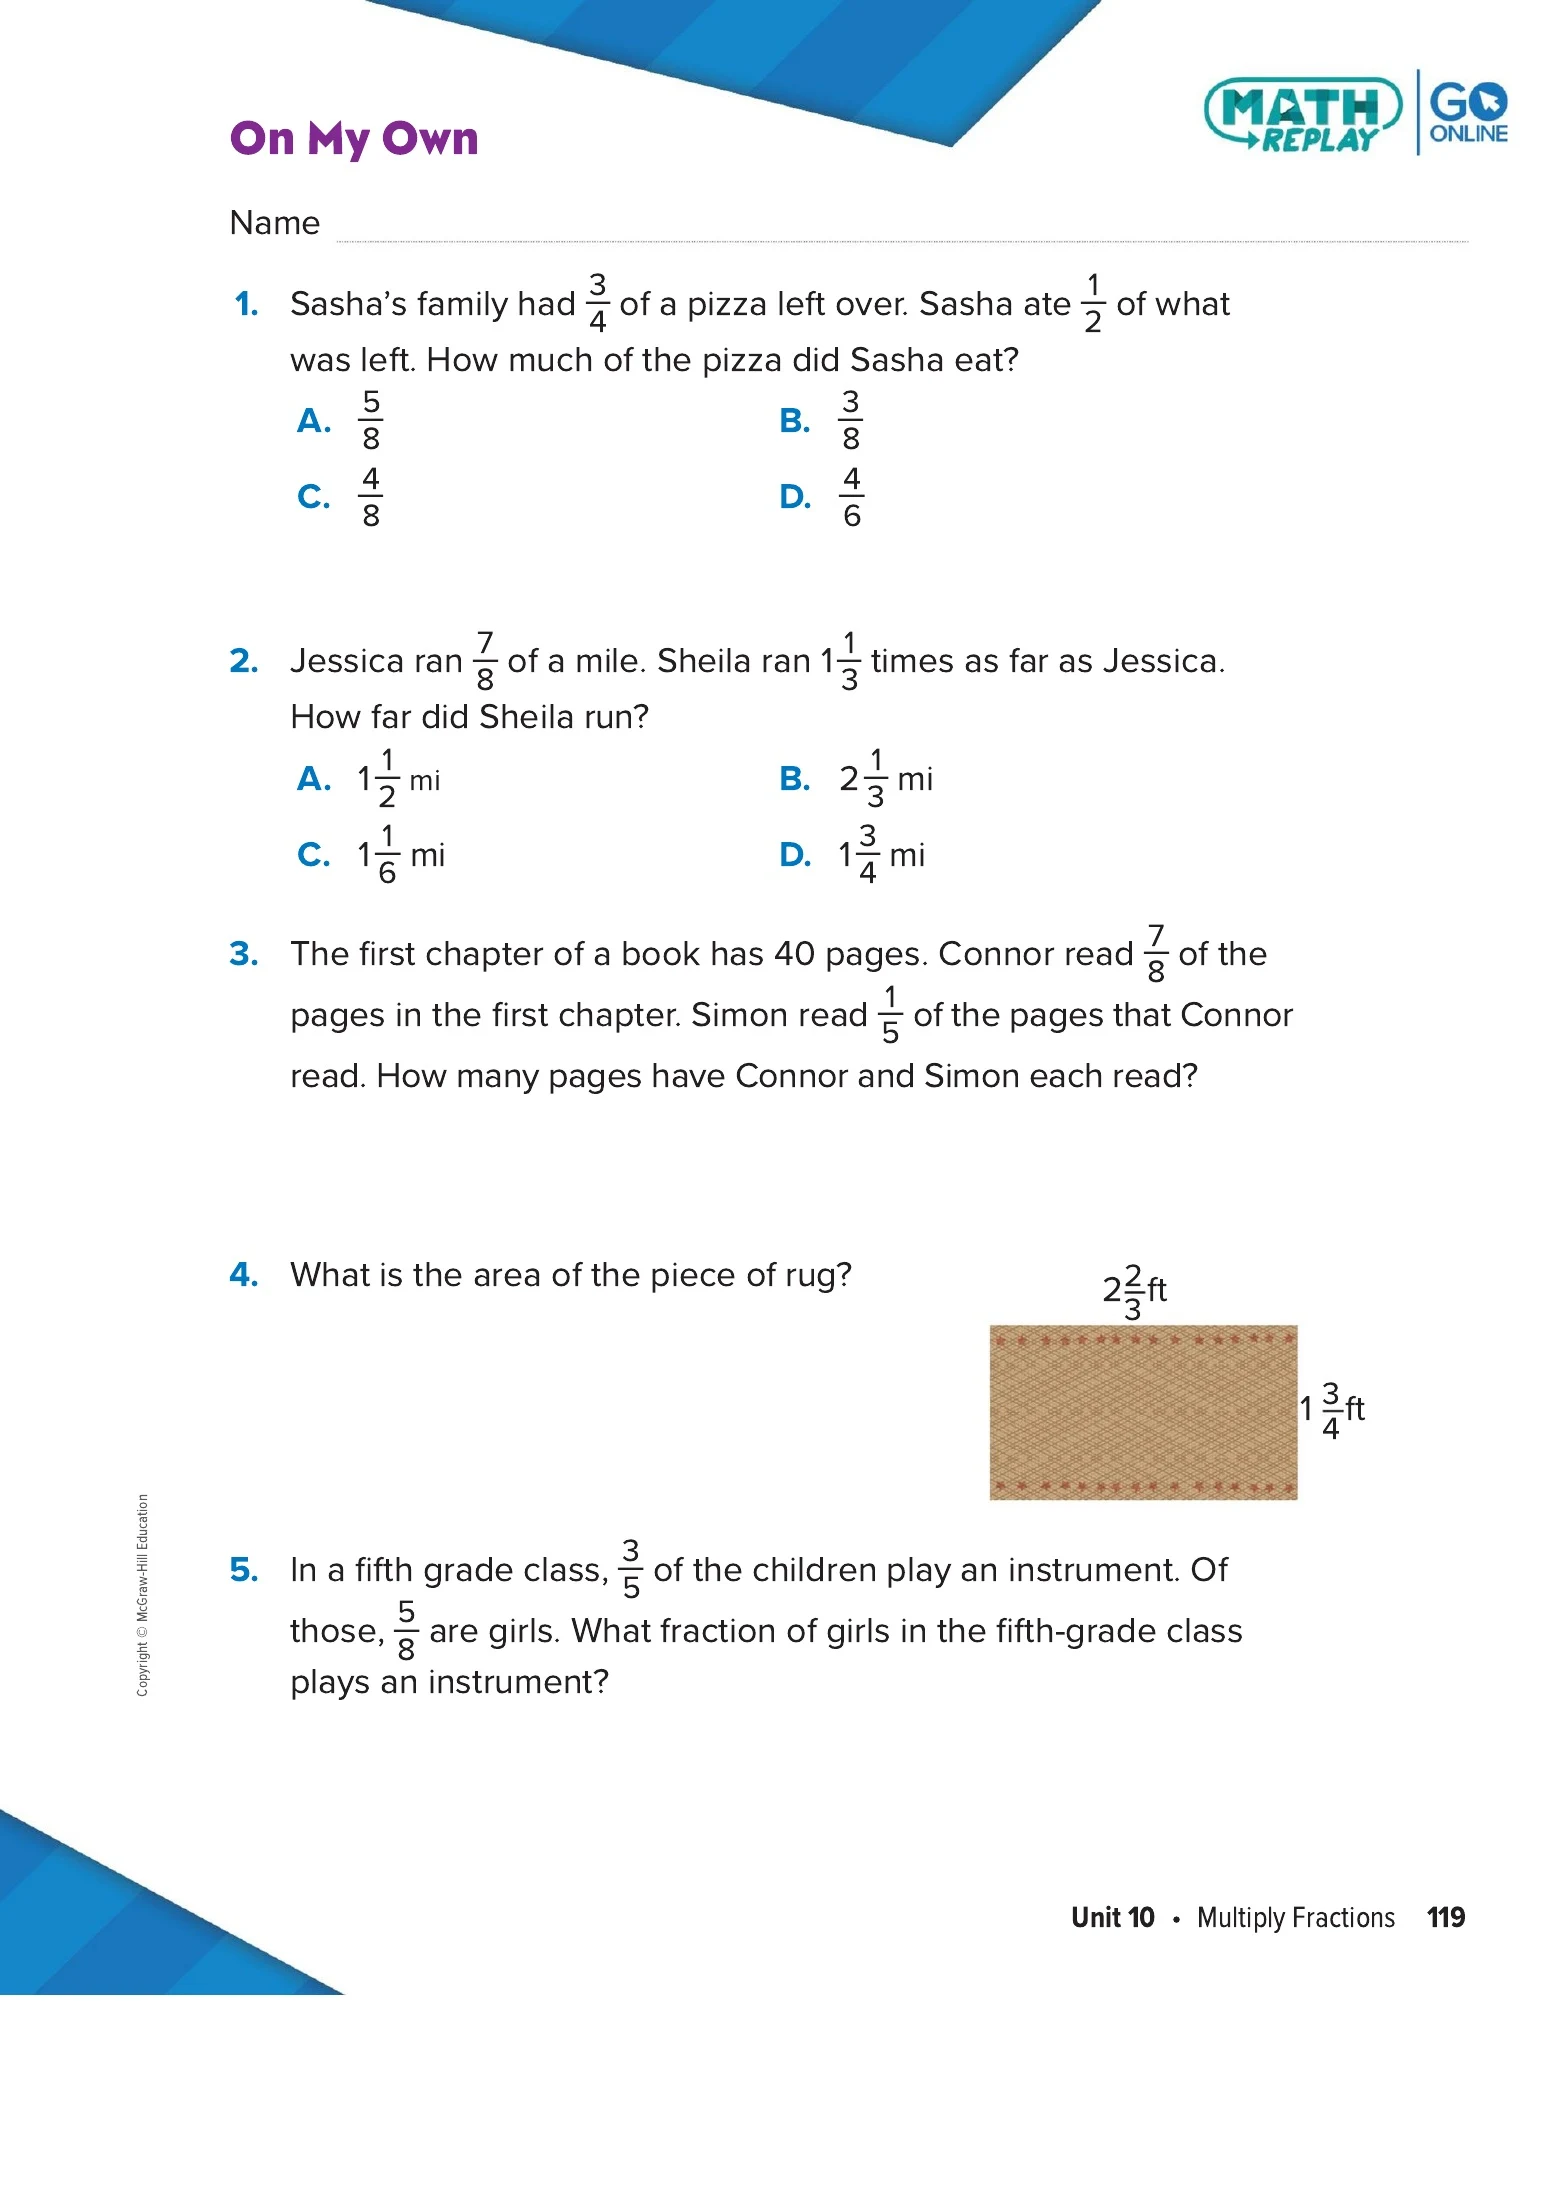 MATH REPLAY GO ONLINE
On My Own
Name
1. Sasha’s family had 3/4 of a pizza left over. Sasha ate 1/2 of what
was left. How much of the pizza did Sasha eat?
A. 5/8 B. 3/8
C. 4/8 D. 4/6
2. Jessica ran 7/8 of a mile. Sheila ran 1 1/3 times as far as Jessica.
How far did Sheila run?
A. 1 1/2 mi B. 2 1/3 mi
C. 1 1/6 mi D. 1 3/4 mi
3. The first chapter of a book has 40 pages. Connor read 7/8 of the
pages in the first chapter. Simon read 1/5 of the pages that Connor
read. How many pages have Connor and Simon each read?
4. What is the area of the piece of rug?
2 2/3 ft
1 3/4 ft
5. In a fifth grade class, 3/5 of the children play an instrument. Of
those, 5/8 are girls. What fraction of girls in the fifth-grade class
plays an instrument?
Copyright © McGraw-Hill Education
Unit 10 • Multiply Fractions 119